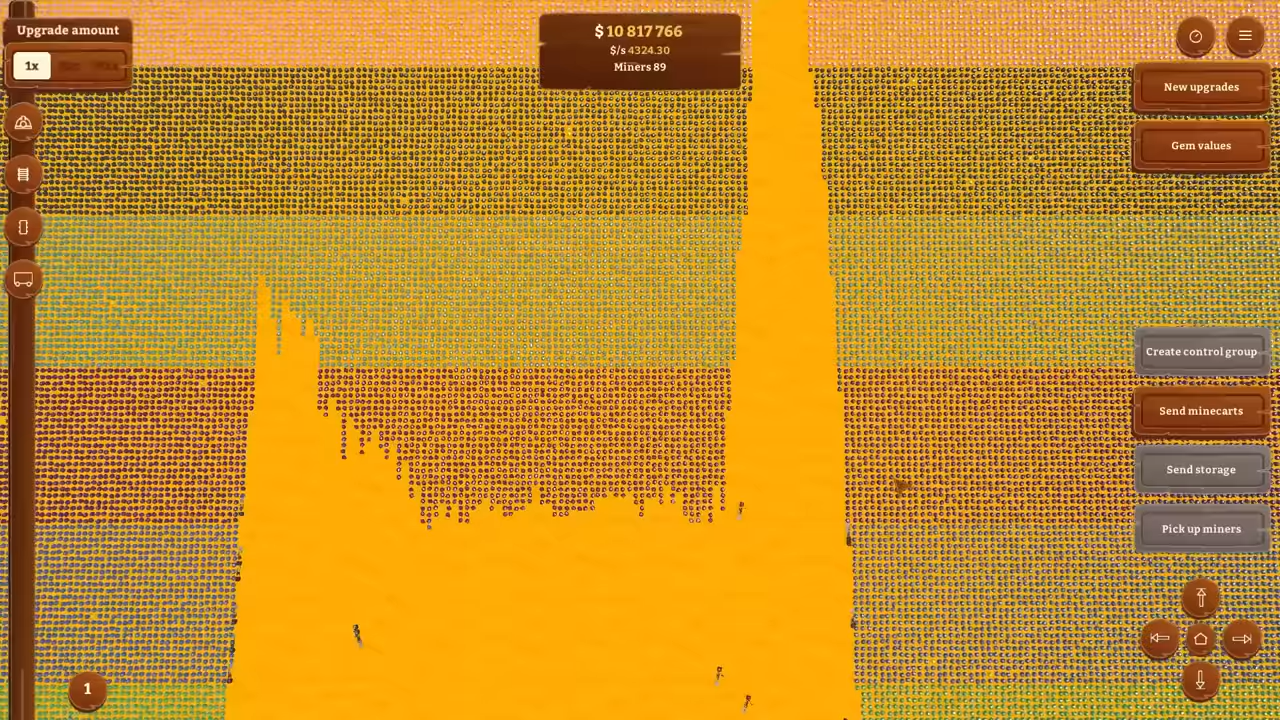 Upgrade amount
1x
$ 10 817 766
$/s 4324.30
Miners 89
New upgrades
Gem values
Create control group
Send minecarts
Send storage
Pick up miners
1